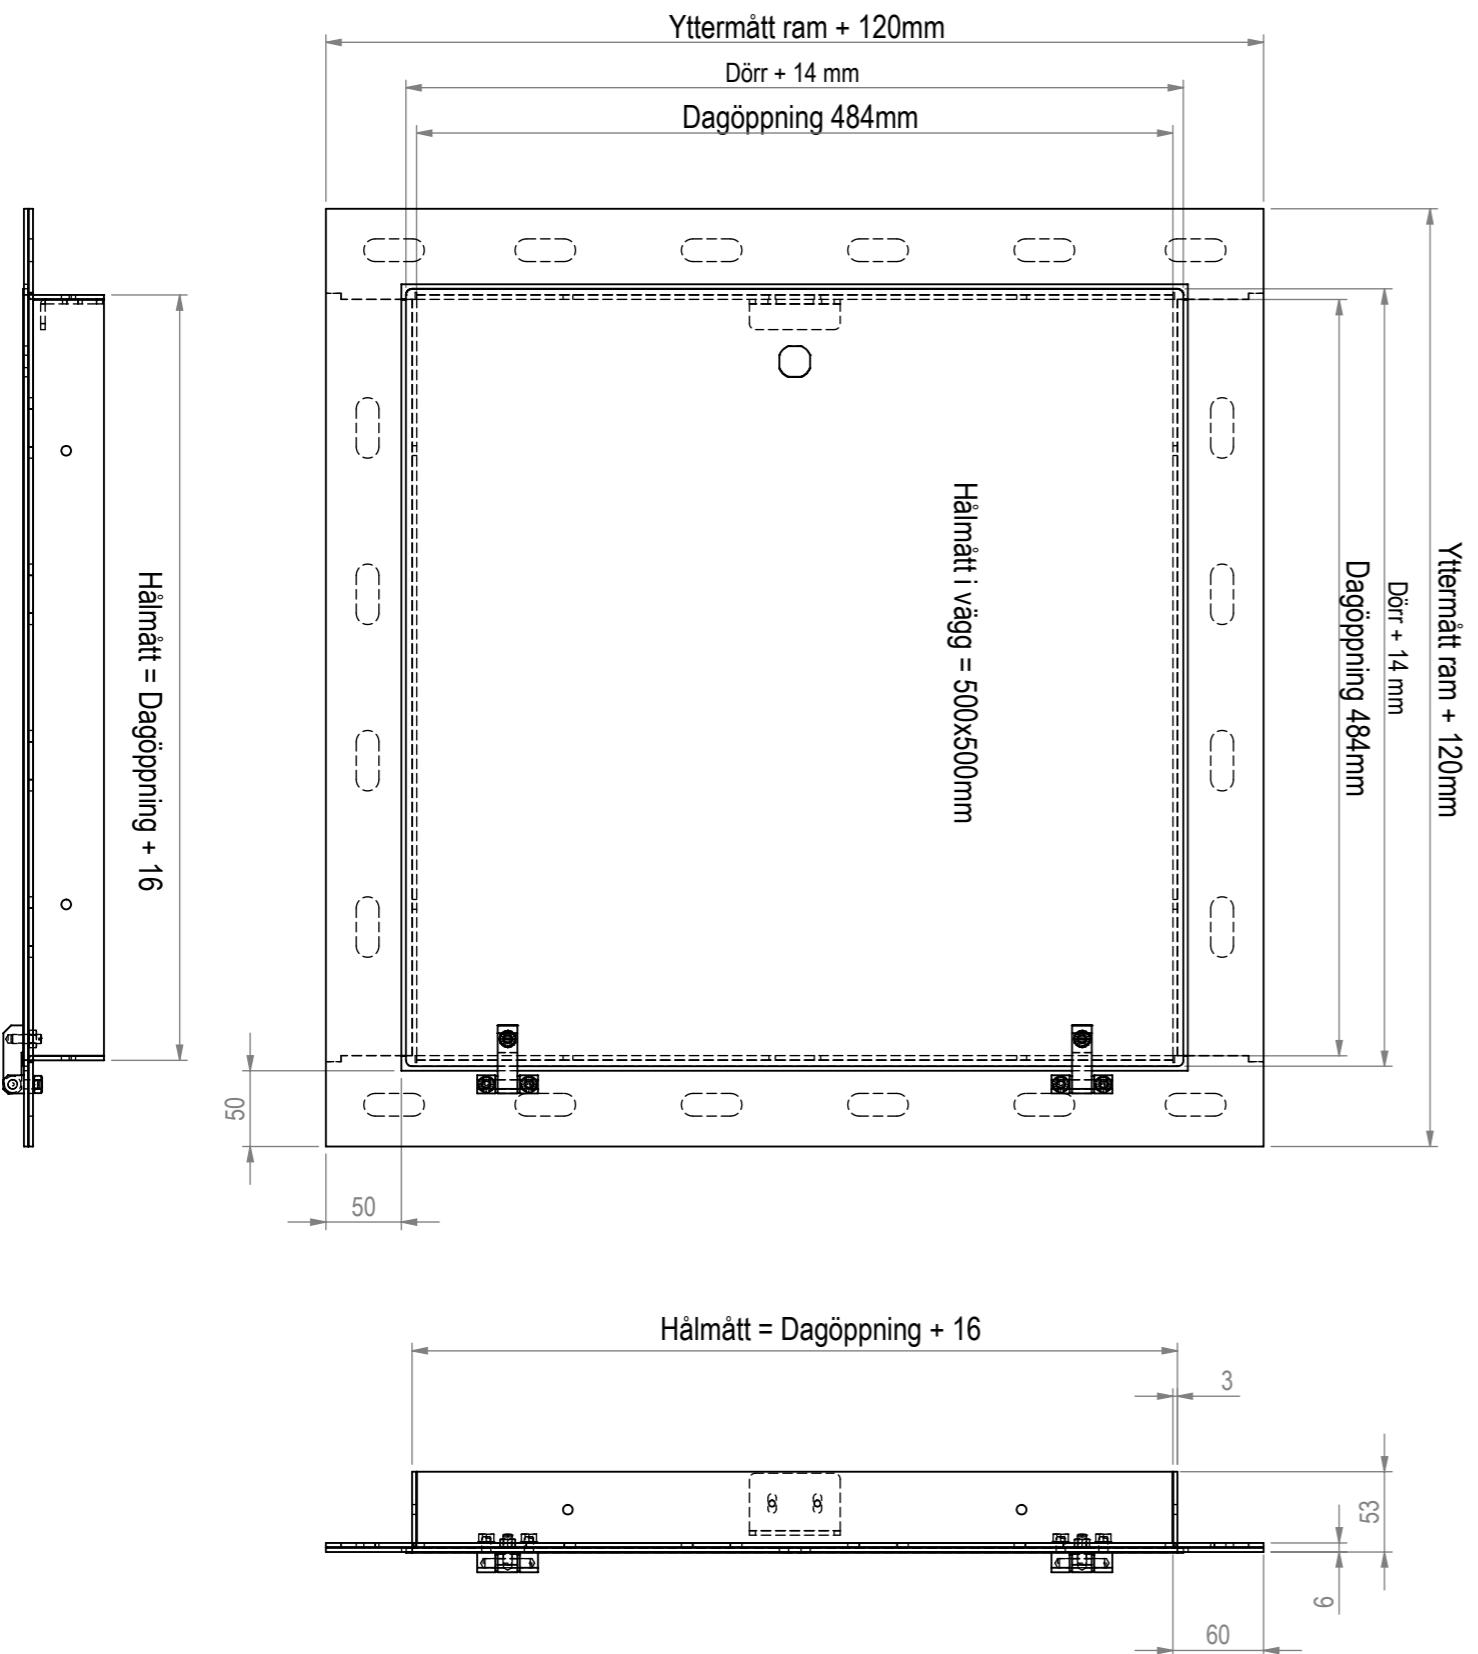 Yttermått ram + 120mm
Dörr + 14 mm
Dagöppning 484mm
Yttermått ram + 120mm
Dörr + 14 mm
Dagöppning 484mm
Hålmått i vägg = 500x500mm
Hålmått = Dagöppning + 16
50
50
Hålmått = Dagöppning + 16
3
53
6
60